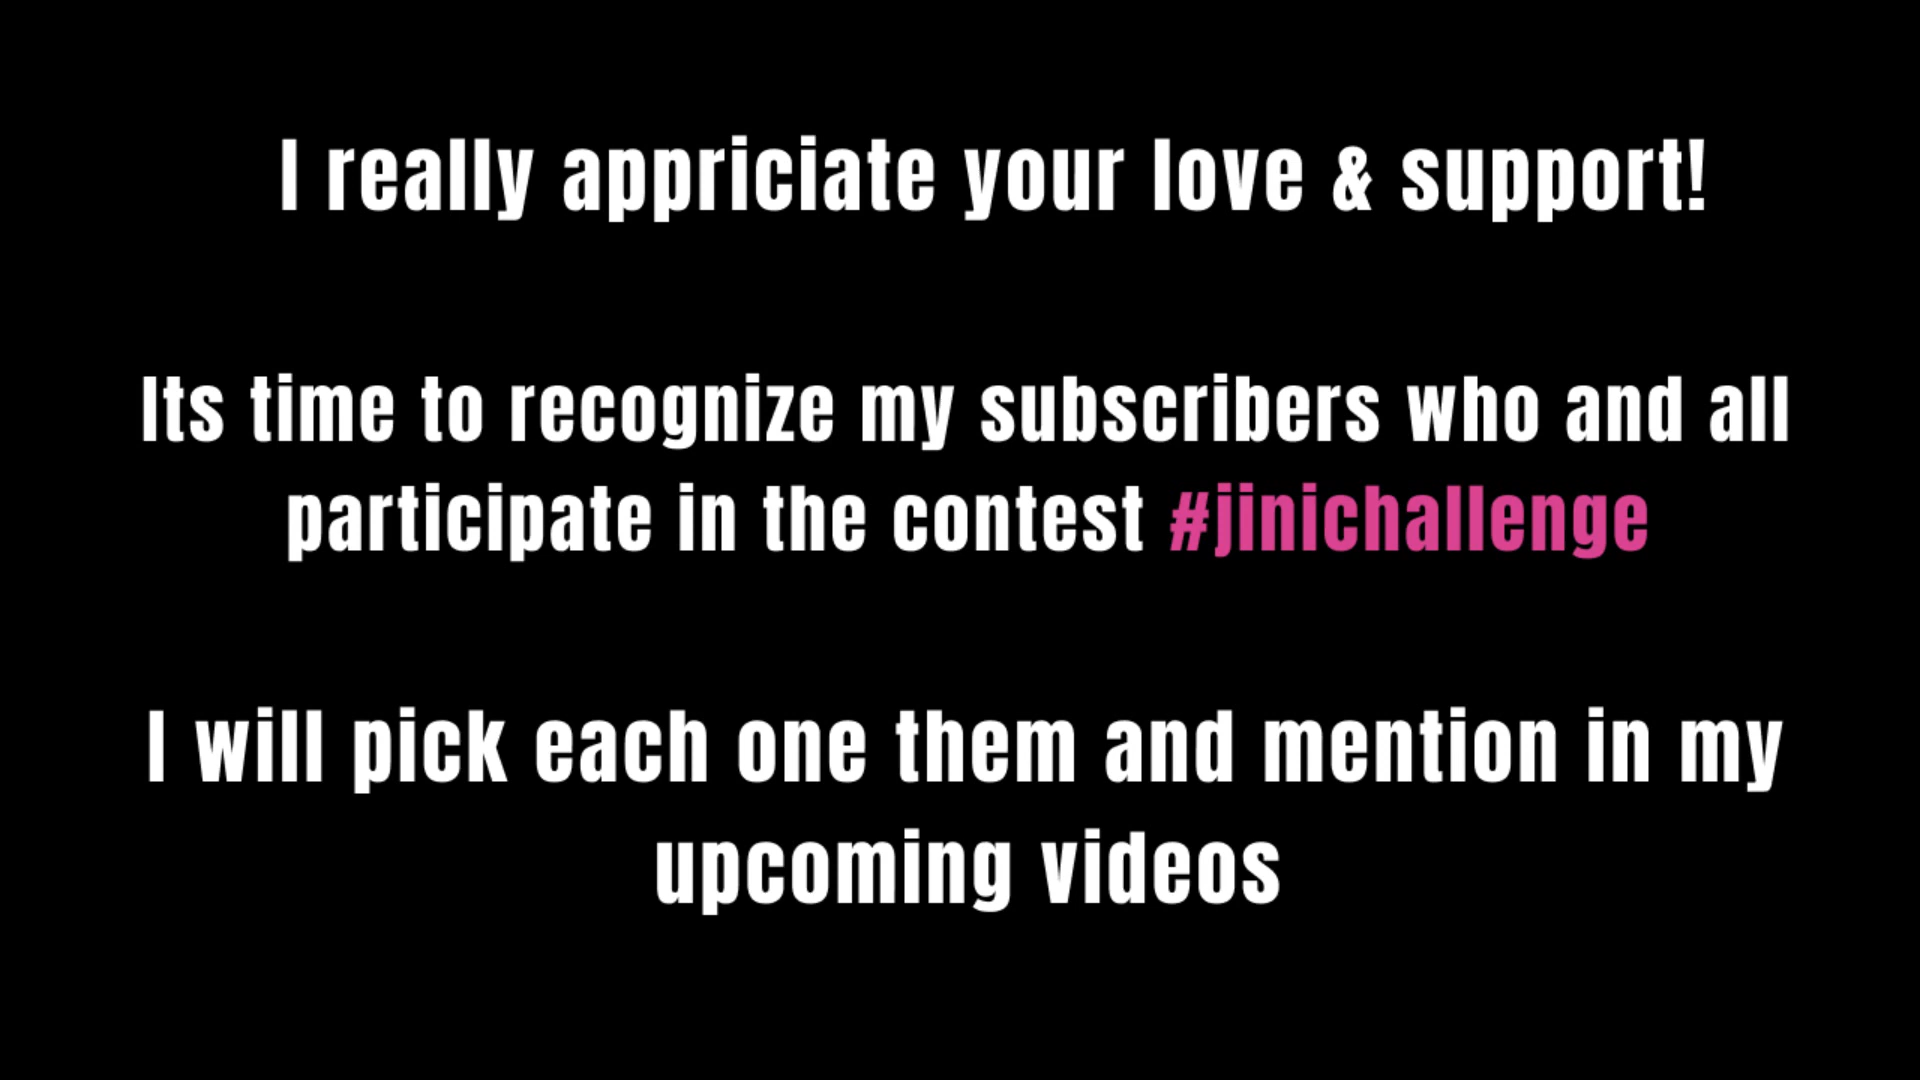 I really appriciate your love & support!
Its time to recognize my subscribers who and all
participate in the contest #jinichallenge
I will pick each one them and mention in my
upcoming videos